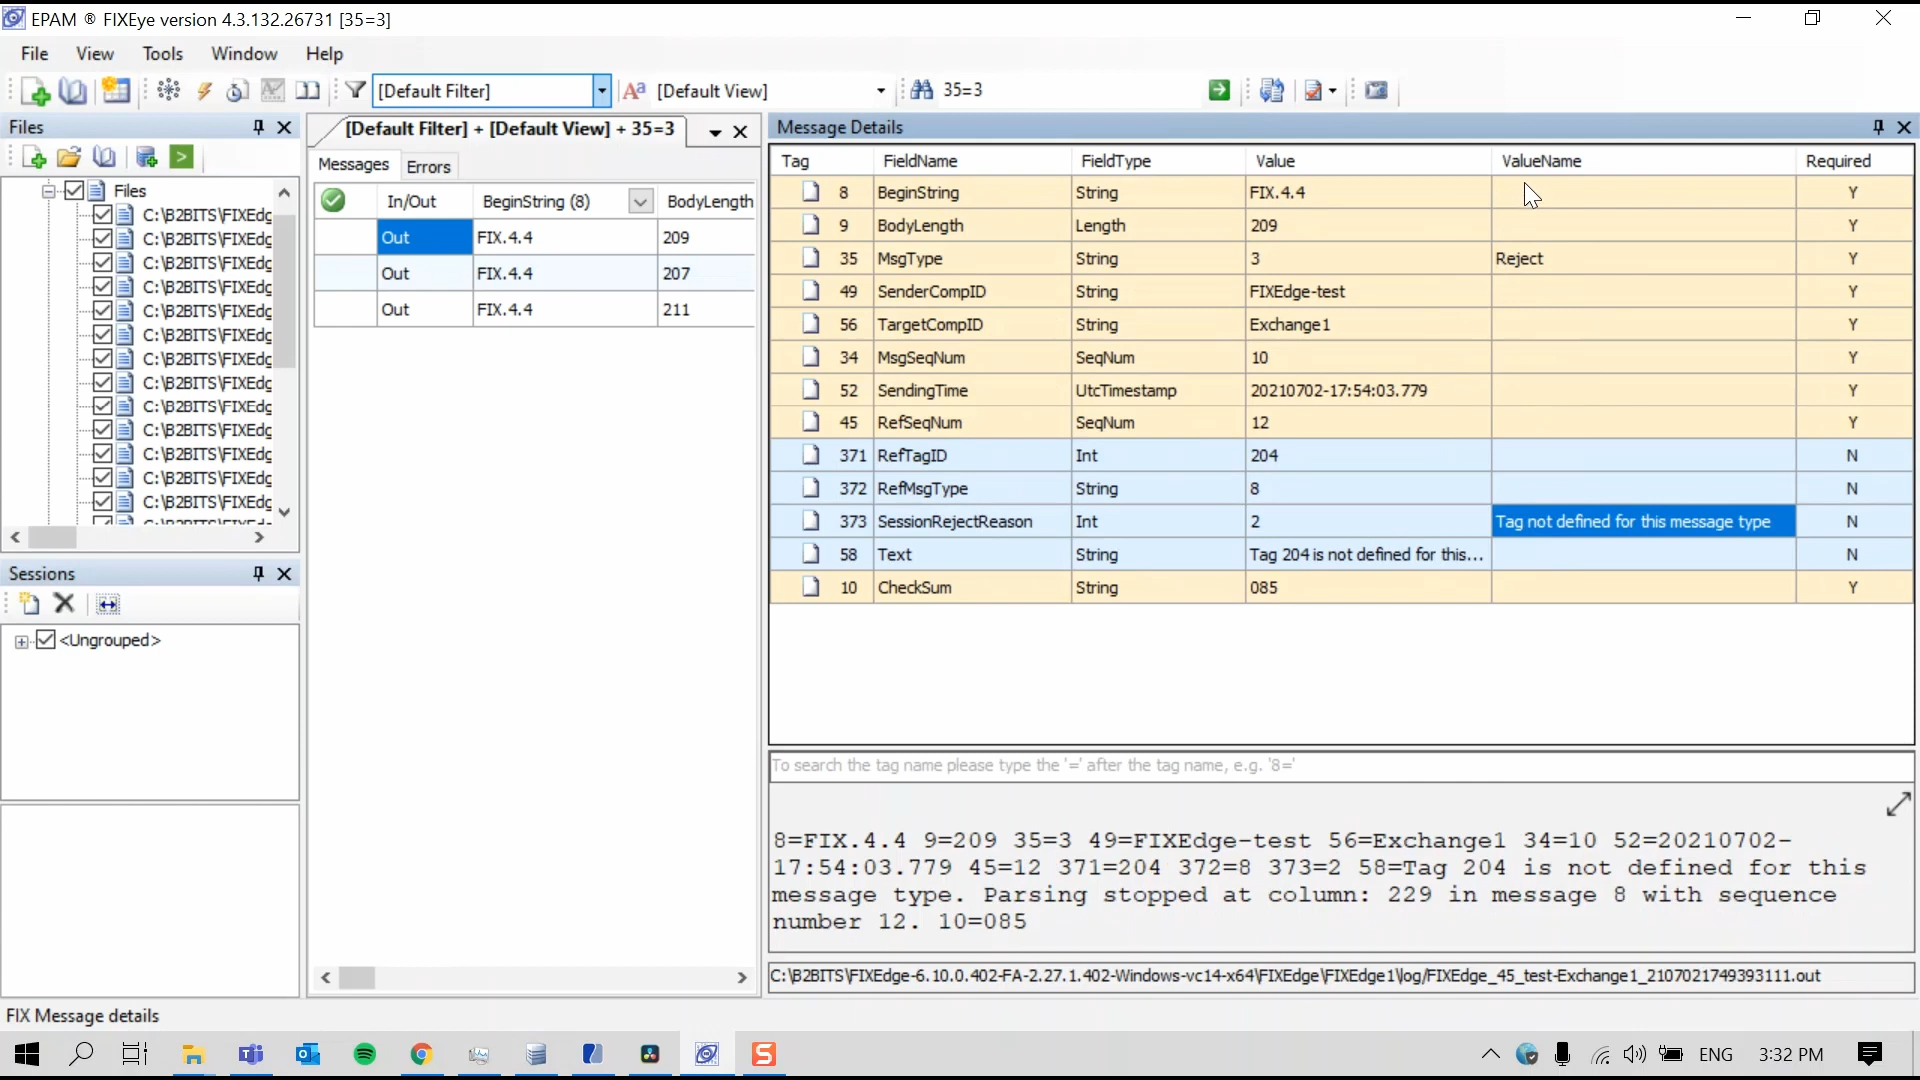 EPAM ® FIXEye version 4.3.132.26731 [35=3]
File View Tools Window Help
[Default Filter] Aa [Default View] 35=3
Files
Files
C:\B2BITS\FIXEdg
C:\B2BITS\FIXEdg
C:\B2BITS\FIXEdg
C:\B2BITS\FIXEdg
C:\B2BITS\FIXEdg
C:\B2BITS\FIXEdg
C:\B2BITS\FIXEdg
C:\B2BITS\FIXEdg
C:\B2BITS\FIXEdg
C:\B2BITS\FIXEdg
C:\B2BITS\FIXEdg
C:\B2BITS\FIXEdg
C:\B2BITS\FIXEdg
Sessions
<Ungrouped>
[Default Filter] + [Default View] + 35=3
Messages Errors
In/Out BeginString (8) BodyLength
Out FIX.4.4 209
Out FIX.4.4 207
Out FIX.4.4 211
Message Details
Tag FieldName FieldType Value ValueName Required
8 BeginString String FIX.4.4 Y
9 BodyLength Length 209 Y
35 MsgType String 3 Reject Y
49 SenderCompID String FIXEdge-test Y
56 TargetCompID String Exchange1 Y
34 MsgSeqNum SeqNum 10 Y
52 SendingTime UtcTimestamp 20210702-17:54:03.779 Y
45 RefSeqNum SeqNum 12 Y
371 RefTagID Int 204 N
372 RefMsgType String 8 N
373 SessionRejectReason Int 2 Tag not defined for this message type N
58 Text String Tag 204 is not defined for this... N
10 CheckSum String 085 Y
To search the tag name please type the '=' after the tag name, e.g. '8='
8=FIX.4.4 9=209 35=3 49=FIXEdge-test 56=Exchange1 34=10 52=20210702-
17:54:03.779 45=12 371=204 372=8 373=2 58=Tag 204 is not defined for this
message type. Parsing stopped at column: 229 in message 8 with sequence
number 12. 10=085
C:\B2BITS\FIXEdge-6.10.0.402-FA-2.27.1.402-Windows-vc14-x64\FIXEdge\FIXEdge1\log/FIXEdge_45_test-Exchange1_2107021749393111.out
FIX Message details
ENG 3:32 PM